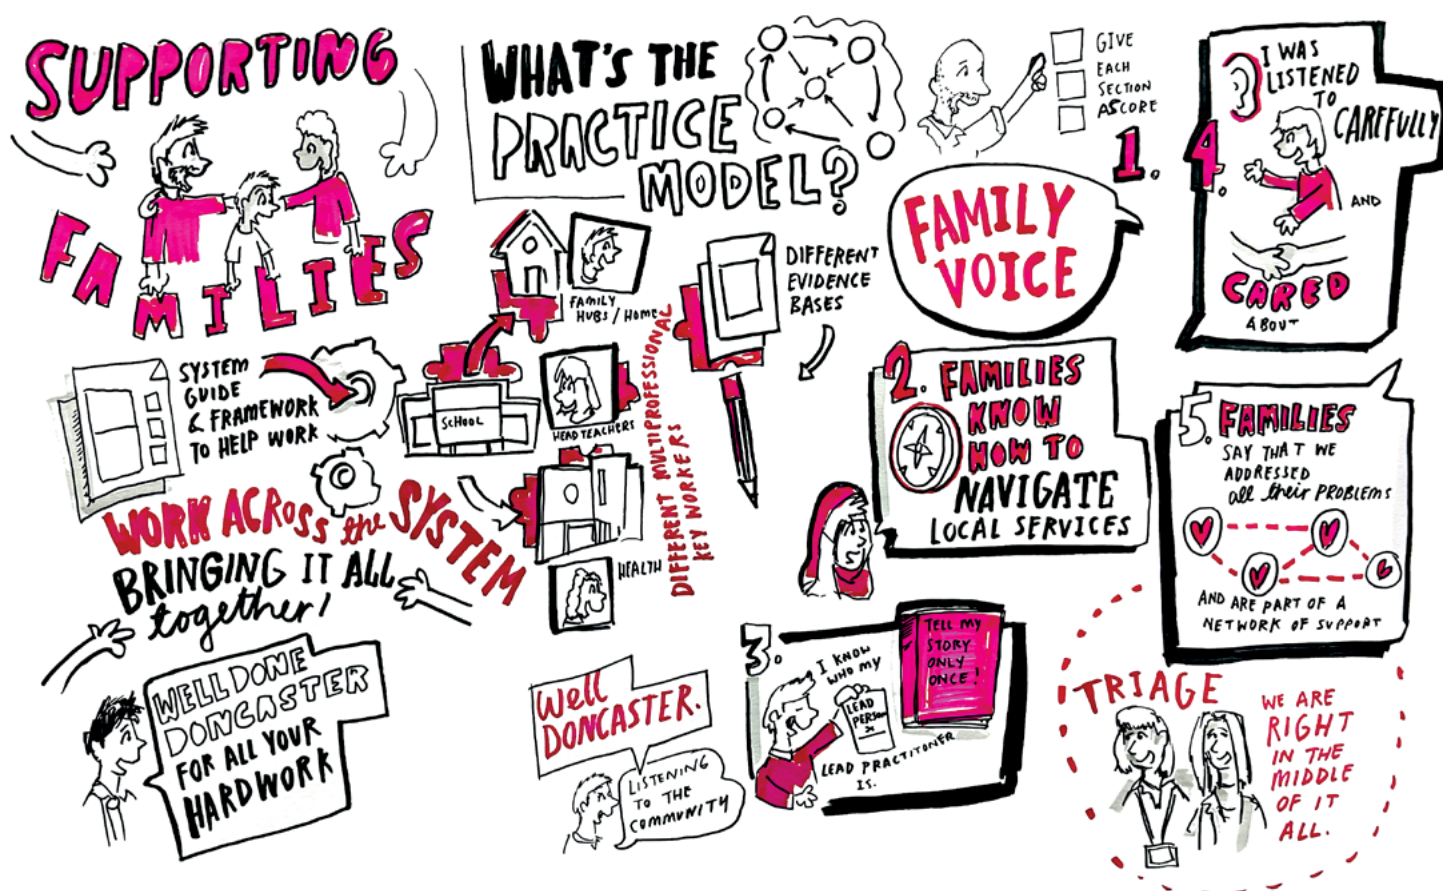 SUPPORTING
FAMILIES
WHAT'S THE
PRACTICE
MODEL?
GIVE
EACH
SECTION
A SCORE
1.
FAMILY
VOICE
4.
I WAS
LISTENED
TO
CAREFULLY
AND
CARED
ABOUT
SYSTEM
GUIDE
& FRAMEWORK
TO HELP WORK
SCHOOL
FAMILY
HUBS / HOME
HEADTEACHERS
HEALTH
DIFFERENT MULTIPROFESSIONAL
KEY WORKERS
DIFFERENT
EVIDENCE
BASES
2. FAMILIES
KNOW
HOW TO
NAVIGATE
LOCAL SERVICES
5. FAMILIES
SAY THAT WE
ADDRESSED
all their PROBLEMS
AND ARE PART OF A
NETWORK OF SUPPORT
WORK ACROSS the SYSTEM
BRINGING IT ALL
together!
WELL DONE
DONCASTER
FOR ALL YOUR
HARDWORK
Well
DONCASTER.
LISTENING
TO THE
COMMUNITY
3.
I KNOW
WHO MY
LEAD
PERSON
X
LEAD PRACTITONER
IS.
TELL MY
STORY
ONLY
ONCE!
TRIAGE
WE ARE
RIGHT
IN THE
MIDDLE
OF IT
ALL.